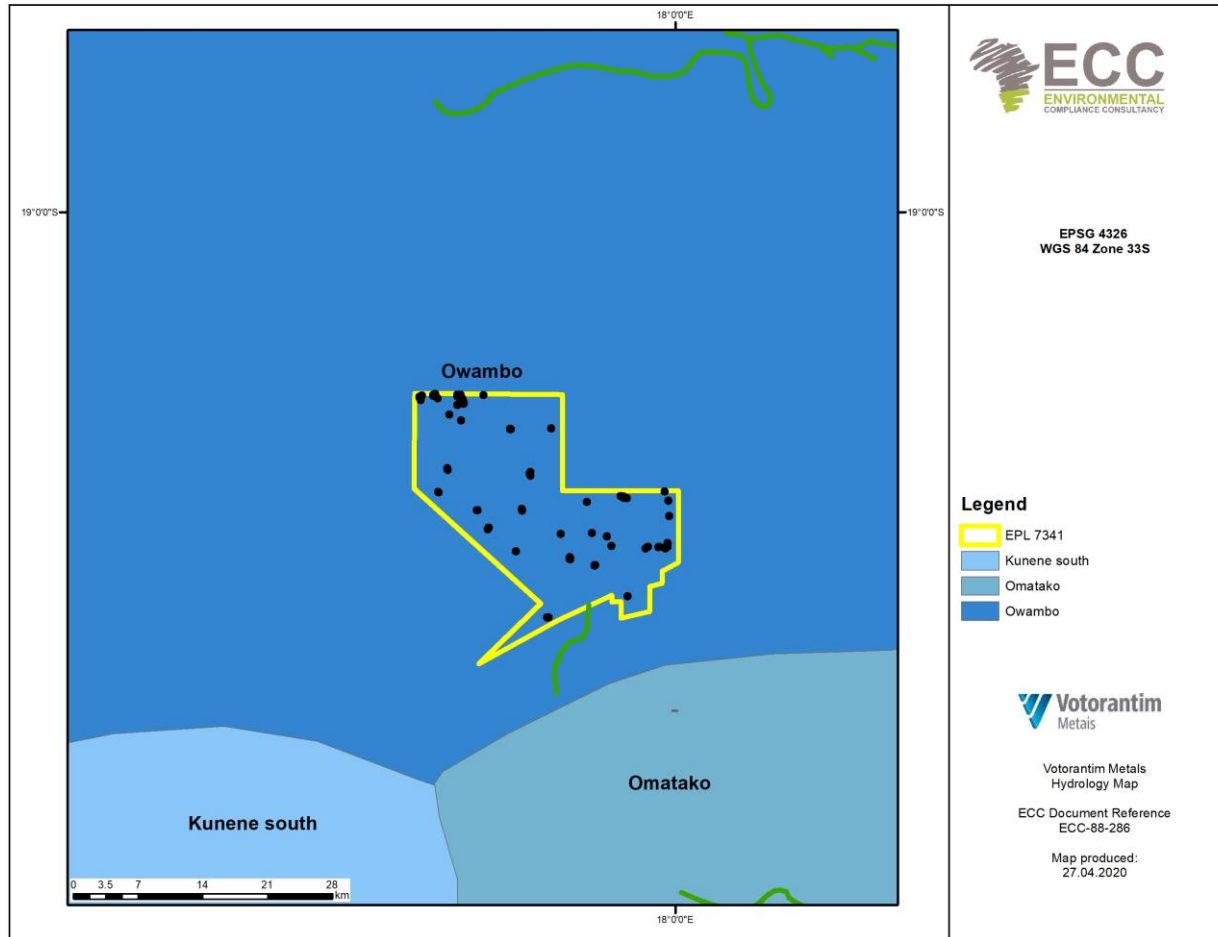 18°0'0"E
19°0'0"S
19°0'0"S
Owambo
Omatako
Kunene south
0 3.5 7 14 21 28
km
18°0'0"E
ECC
ENVIRONMENTAL
COMPLIANCE CONSULTANCY
EPSG 4326
WGS 84 Zone 33S
Legend
EPL 7341
Kunene south
Omatako
Owambo
Votorantim
Metais
Votorantim Metals
Hydrology Map
ECC Document Reference
ECC-88-286
Map produced:
27.04.2020